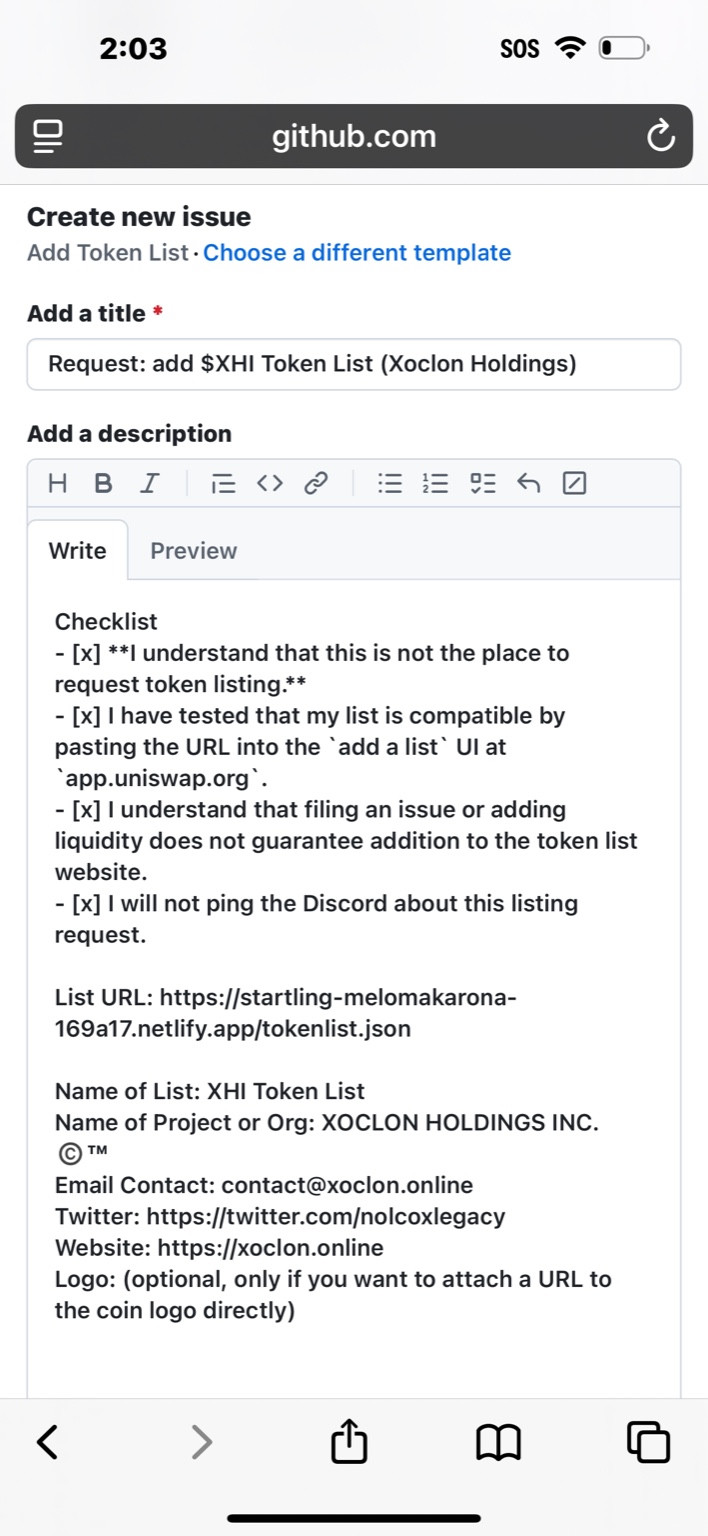 2:03
SOS
github.com
Create new issue
Add Token List · Choose a different template
Add a title *
Request: add $XHI Token List (Xoclon Holdings)
Add a description
H B I
Write Preview
Checklist
- [x] **I understand that this is not the place to
request token listing.**
- [x] I have tested that my list is compatible by
pasting the URL into the `add a list` UI at
`app.uniswap.org`.
- [x] I understand that filing an issue or adding
liquidity does not guarantee addition to the token list
website.
- [x] I will not ping the Discord about this listing
request.
List URL: https://startling-melomakarona-
169a17.netlify.app/tokenlist.json
Name of List: XHI Token List
Name of Project or Org: XOCLON HOLDINGS INC.
©™
Email Contact: contact@xoclon.online
Twitter: https://twitter.com/nolcoxlegacy
Website: https://xoclon.online
Logo: (optional, only if you want to attach a URL to
the coin logo directly)